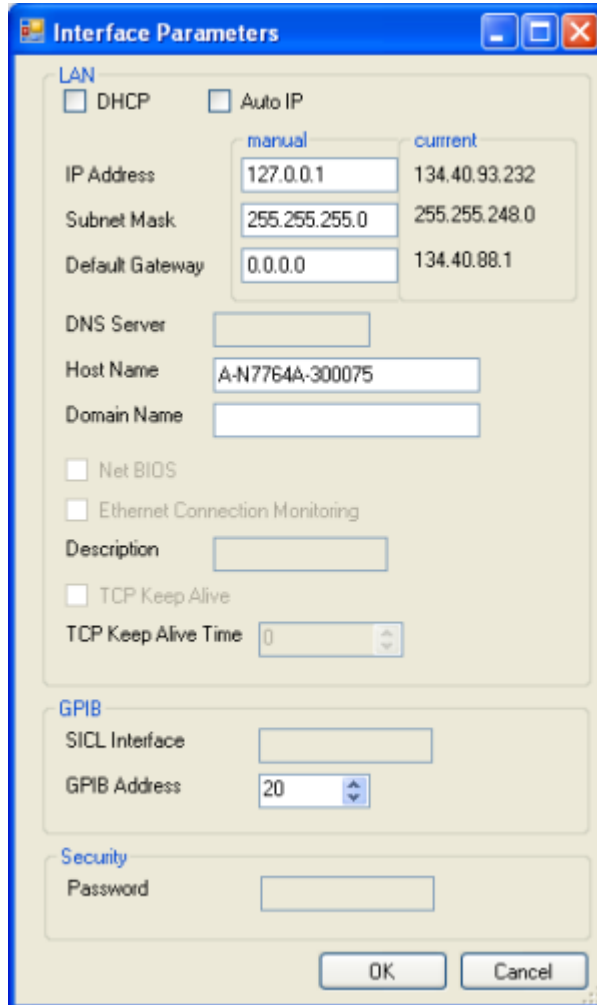 Interface Parameters
LAN
DHCP Auto IP
manual currrent
IP Address 127.0.0.1 134.40.93.232
Subnet Mask 255.255.255.0 255.255.248.0
Default Gateway 0.0.0.0 134.40.88.1
DNS Server
Host Name A-N7764A-300075
Domain Name
Net BIOS
Ethernet Connection Monitoring
Description
TCP Keep Alive
TCP Keep Alive Time 0
GPIB
SICL Interface
GPIB Address 20
Security
Password
OK Cancel